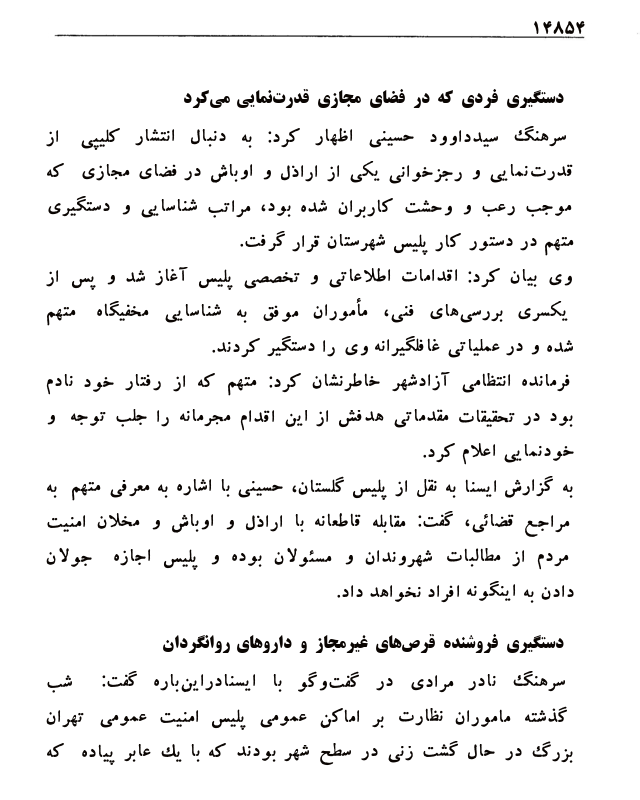 ۱۴۸۵۴
دستگیری فردی که در فضای مجازی قدرت‌نمایی می‌کرد
سرهنگ سیدداوود حسینی اظهار کرد: به دنبال انتشار کلیپی از
قدرت‌نمایی و رجزخوانی یکی از اراذل و اوباش در فضای مجازی که
موجب رعب و وحشت کاربران شده بود، مراتب شناسایی و دستگیری
متهم در دستور کار پلیس شهرستان قرار گرفت.
وی بیان کرد: اقدامات اطلاعاتی و تخصصی پلیس آغاز شد و پس از
یکسری بررسی‌های فنی، مأموران موفق به شناسایی مخفیگاه متهم
شده و در عملیاتی غافلگیرانه وی را دستگیر کردند.
فرمانده انتظامی آزادشهر خاطرنشان کرد: متهم که از رفتار خود نادم
بود در تحقیقات مقدماتی هدفش از این اقدام مجرمانه را جلب توجه و
خودنمایی اعلام کرد.
به گزارش ایسنا به نقل از پلیس گلستان، حسینی با اشاره به معرفی متهم به
مراجع قضائی، گفت: مقابله قاطعانه با اراذل و اوباش و مخلان امنیت
مردم از مطالبات شهروندان و مسئولان بوده و پلیس اجازه جولان
دادن به اینگونه افراد نخواهد داد.
دستگیری فروشنده قرص‌های غیرمجاز و داروهای روانگردان
سرهنگ نادر مرادی در گفت‌وگو با ایسنادراین‌باره گفت: شب
گذشته ماموران نظارت بر اماکن عمومی پلیس امنیت عمومی تهران
بزرگ در حال گشت زنی در سطح شهر بودند که با یك عابر پیاده که